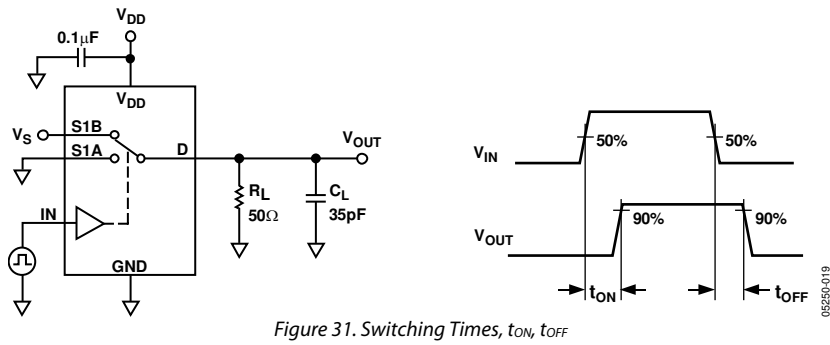 VDD
0.1µF
VDD
VS
S1B
S1A
D
VOUT
RL
50Ω
CL
35pF
IN
GND
VIN
50%
50%
VOUT
90%
90%
tON
tOFF
05250-019
Figure 31. Switching Times, tON, tOFF